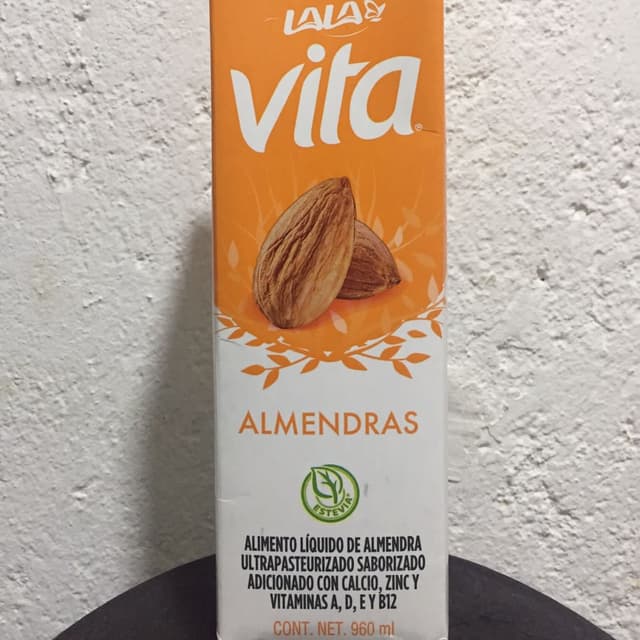 LALA
vita®
ALMENDRAS
ESTEVIA
ALIMENTO LÍQUIDO DE ALMENDRA
ULTRAPASTEURIZADO SABORIZADO
ADICIONADO CON CALCIO, ZINC Y
VITAMINAS A, D, E Y B12
CONT. NET. 960 ml